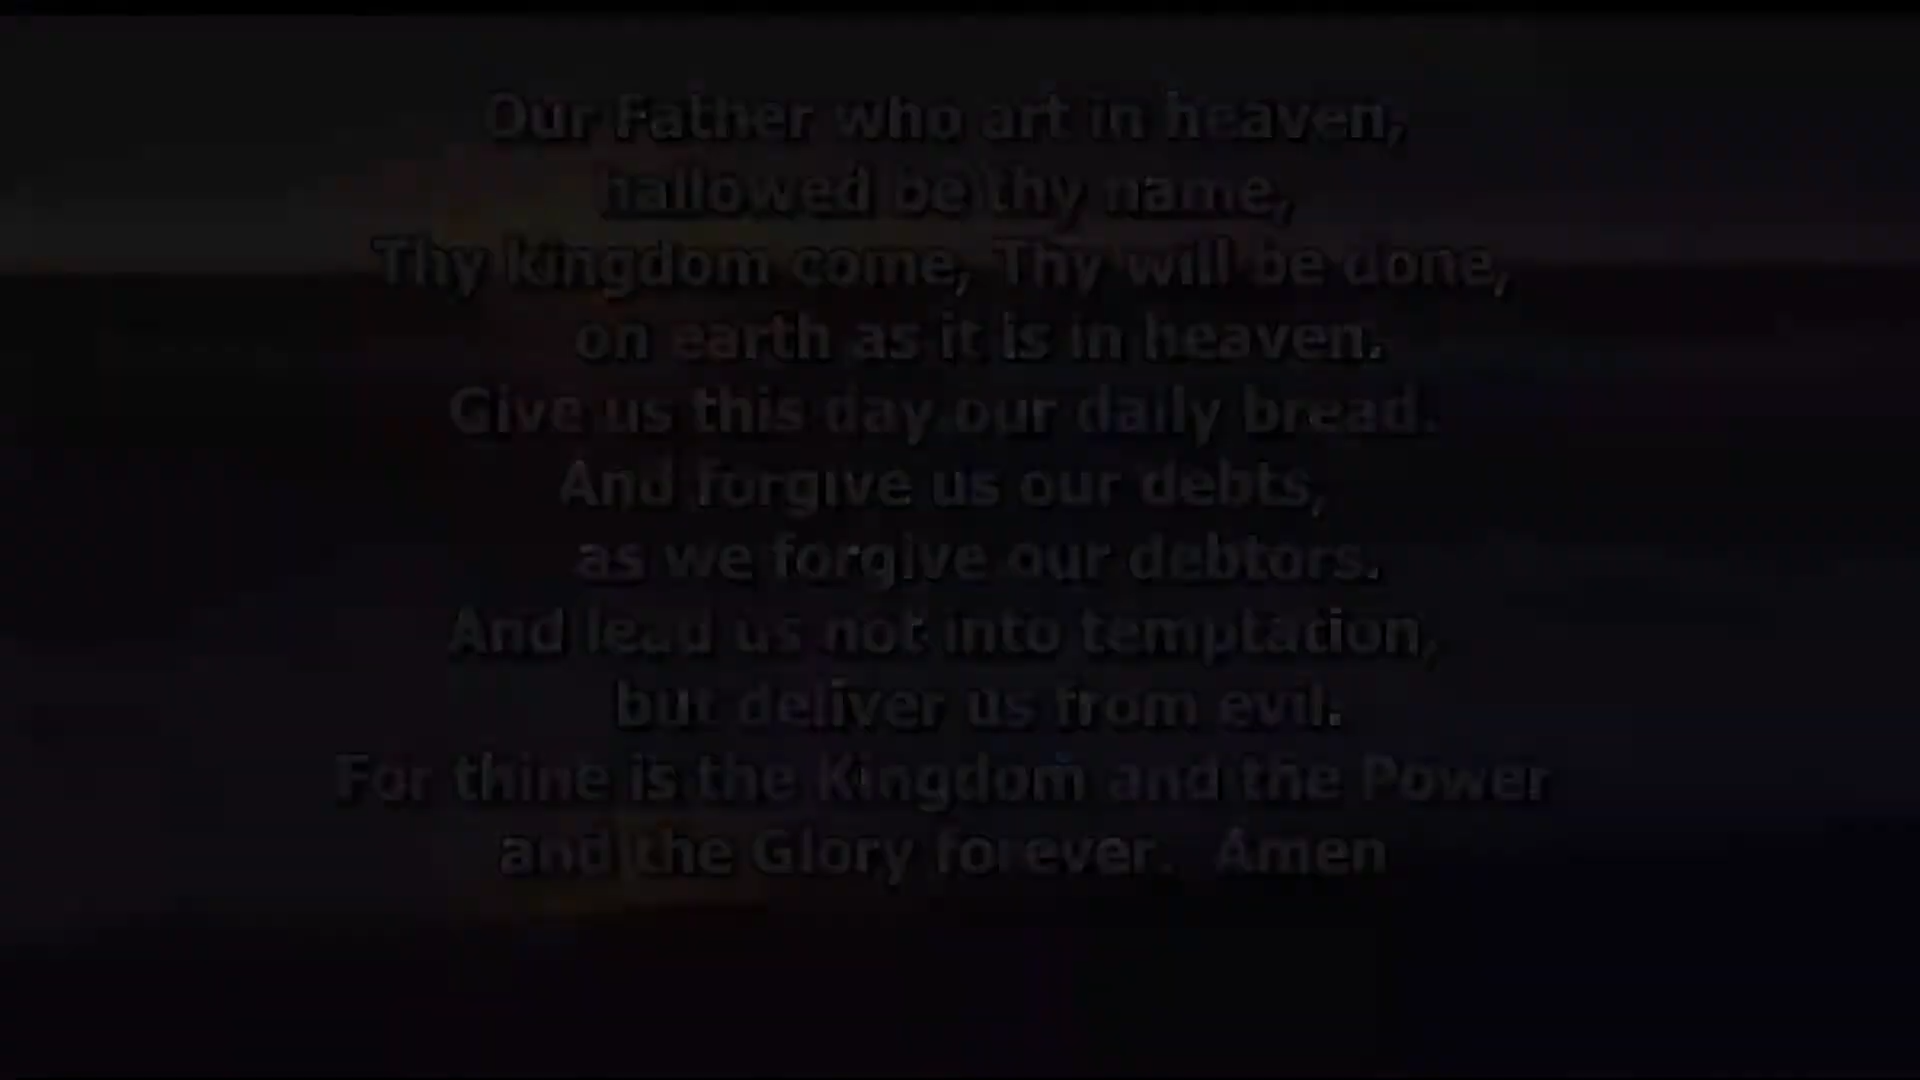 Our Father who art in heaven,
hallowed be thy name,
Thy kingdom come, Thy will be done,
on earth as it is in heaven.
Give us this day our daily bread.
And forgive us our debts,
as we forgive our debtors.
And lead us not into temptation,
but deliver us from evil.
For thine is the Kingdom and the Power
and the Glory forever.  Amen